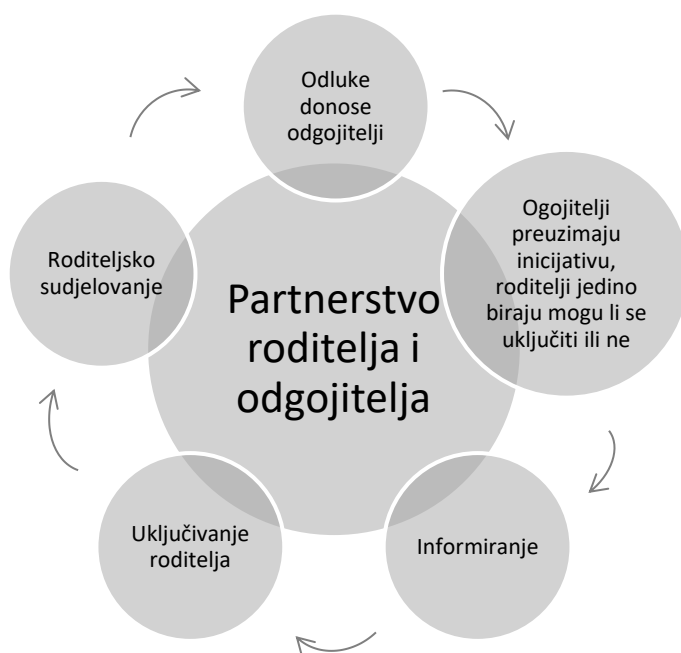 Odluke
donose
odgojitelji
Ogojitelji
preuzimaju
inicijativu,
roditelji jedino
biraju mogu li se
uključiti ili ne
Informiranje
Uključivanje
roditelja
Roditeljsko
sudjelovanje
Partnerstvo
roditelja i
odgojitelja